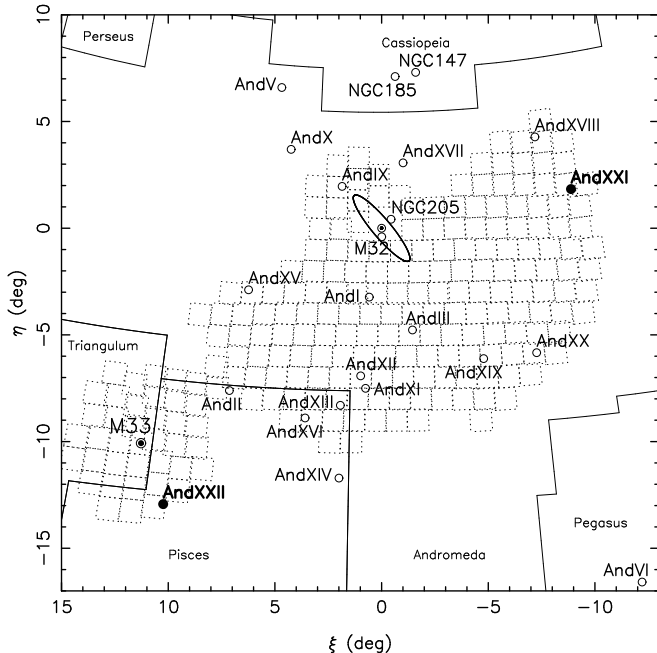 10
5
0
−5
−10
−15
η (deg)
Perseus
Cassiopeia
NGC147
NGC185
AndV
AndX
AndXVII
AndXVIII
AndIX
AndXXI
NGC205
M32
AndXV
AndI
AndIII
Triangulum
AndXX
AndXIX
AndXII
AndXI
AndII
AndXIII
AndXVI
M33
AndXIV
AndXXII
Pegasus
Pisces
Andromeda
AndVI
15
10
5
0
−5
−10
ξ (deg)